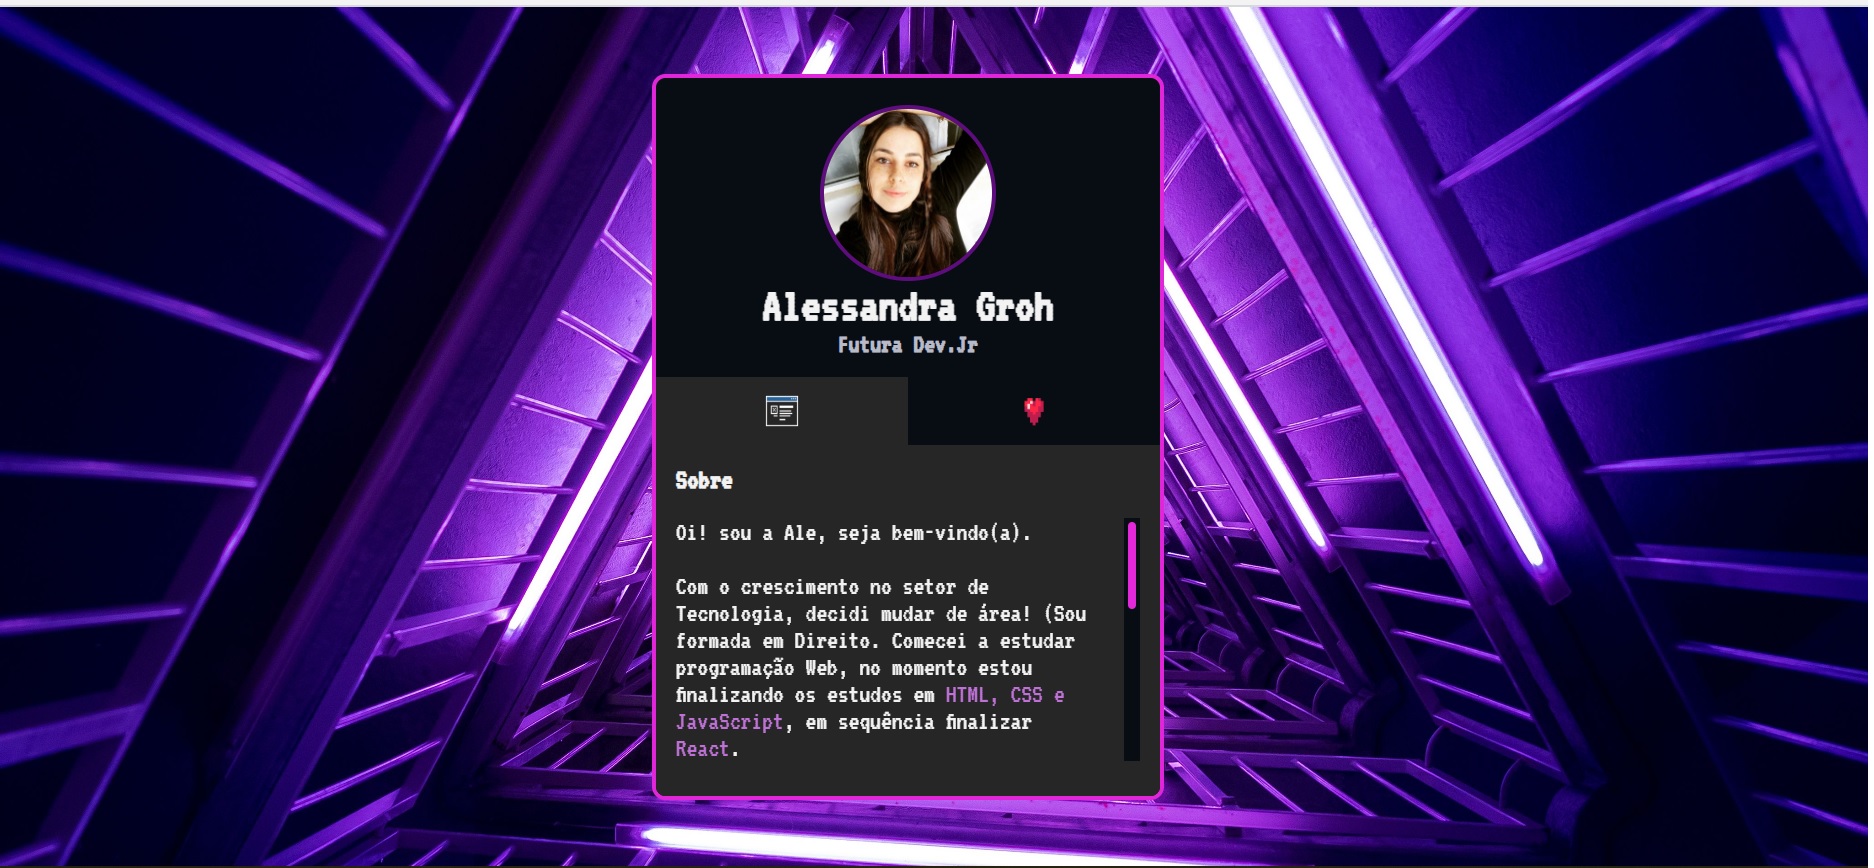 Alessandra Groh
Futura Dev.Jr
Sobre
Oi! sou a Ale, seja bem-vindo(a).
Com o crescimento no setor de
Tecnologia, decidi mudar de área! (Sou
formada em Direito. Comecei a estudar
programação Web, no momento estou
finalizando os estudos em HTML, CSS e
JavaScript, em sequência finalizar
React.